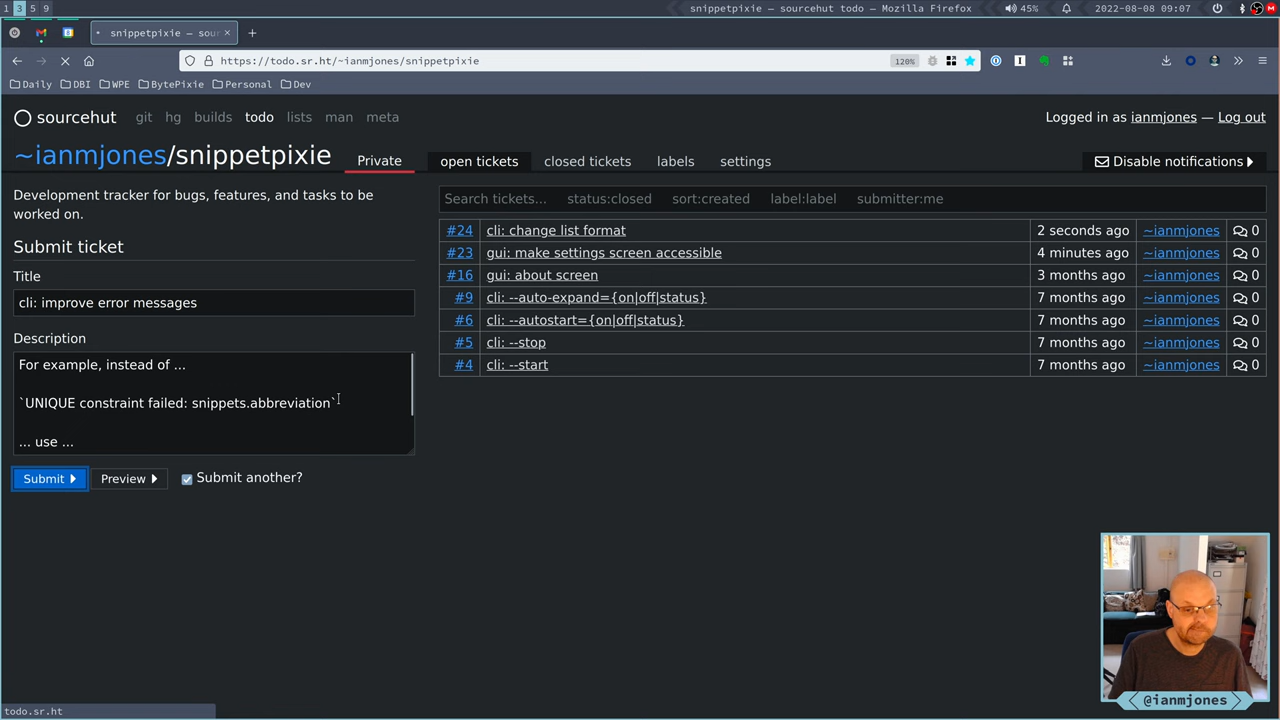 1 3 5 9
snippetpixie — sourcehut todo — Mozilla Firefox
45%
2022-08-08 09:07
snippetpixie — sour
https://todo.sr.ht/~ianmjones/snippetpixie
120%
Daily DBI WPE BytePixie Personal Dev
sourcehut git hg builds todo lists man meta
Logged in as ianmjones — Log out
~ianmjones/snippetpixie Private open tickets closed tickets labels settings
Disable notifications
Development tracker for bugs, features, and tasks to
be worked on.
Submit ticket
Title
cli: improve error messages
Description
For example, instead of ...
`UNIQUE constraint failed: snippets.abbreviation`
... use ...
Submit Preview Submit another?
Search tickets... status:closed sort:created label:label submitter:me
#24 cli: change list format 2 seconds ago ~ianmjones 0
#23 gui: make settings screen accessible 4 minutes ago ~ianmjones 0
#16 gui: about screen 3 months ago ~ianmjones 0
#9 cli: --auto-expand={on|off|status} 7 months ago ~ianmjones 0
#6 cli: --autostart={on|off|status} 7 months ago ~ianmjones 0
#5 cli: --stop 7 months ago ~ianmjones 0
#4 cli: --start 7 months ago ~ianmjones 0
@ianmjones
todo.sr.ht